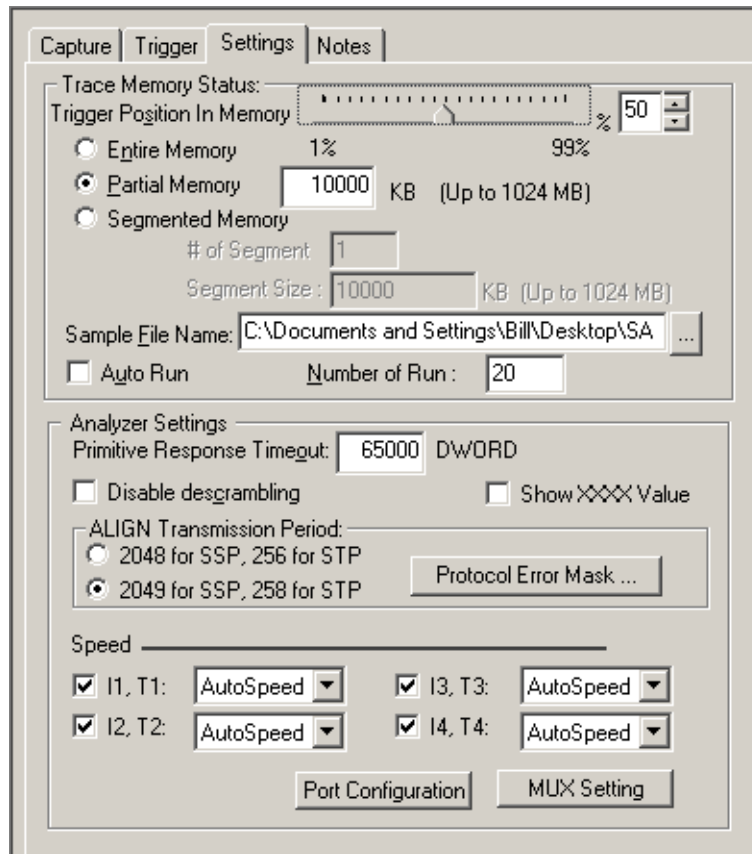 Capture Trigger Settings Notes
Trace Memory Status:
Trigger Position In Memory % 50
Entire Memory 1% 99%
Partial Memory 10000 KB (Up to 1024 MB)
Segmented Memory
# of Segment 1
Segment Size : 10000 KB (Up to 1024 MB)
Sample File Name: C:\Documents and Settings\Bill\Desktop\SA ...
Auto Run Number of Run : 20
Analyzer Settings
Primitive Response Timeout: 65000 DWORD
Disable descrambling Show XXXX Value
ALIGN Transmission Period:
2048 for SSP, 256 for STP
2049 for SSP, 258 for STP
Protocol Error Mask ...
Speed
I1, T1: AutoSpeed I3, T3: AutoSpeed
I2, T2: AutoSpeed I4, T4: AutoSpeed
Port Configuration MUX Setting